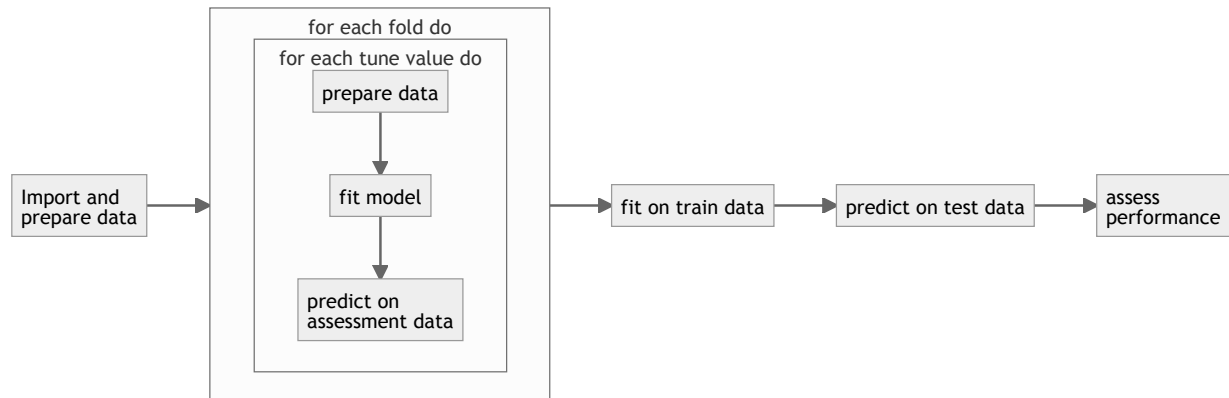 Import and
prepare data
for each fold do
for each tune value do
prepare data
fit model
predict on
assessment data
fit on train data
predict on test data
assess
performance